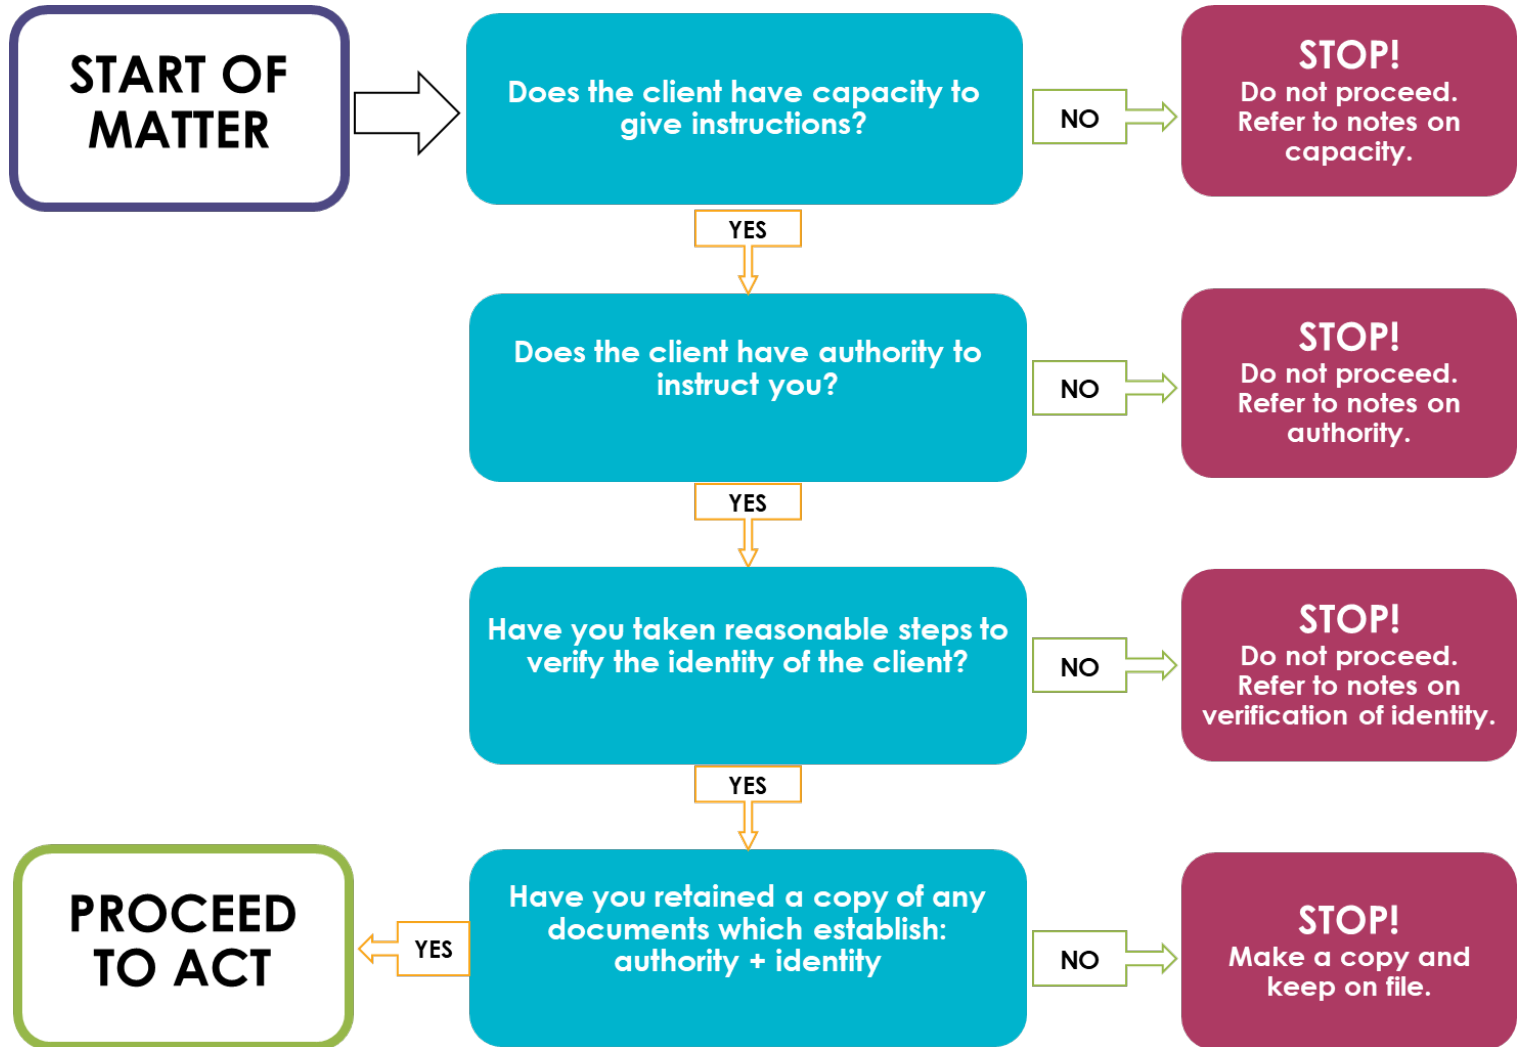 START OF
MATTER
Does the client have capacity to
give instructions?
NO
STOP!
Do not proceed.
Refer to notes on
capacity.
YES
Does the client have authority to
instruct you?
NO
STOP!
Do not proceed.
Refer to notes on
authority.
YES
Have you taken reasonable steps to
verify the identity of the client?
NO
STOP!
Do not proceed.
Refer to notes on
verification of identity.
YES
Have you retained a copy of any
documents which establish:
authority + identity
NO
STOP!
Make a copy and
keep on file.
YES
PROCEED
TO ACT